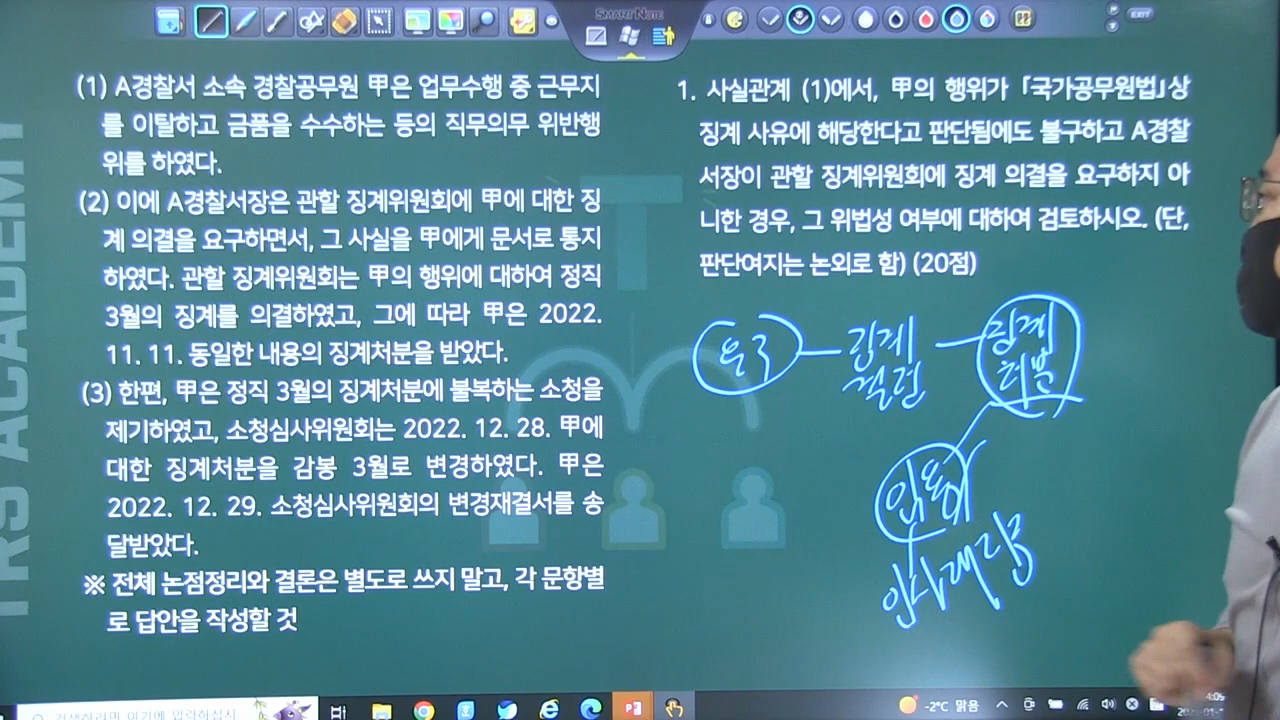 SMARTNOTE
EXIT
(1) A경찰서 소속 경찰공무원 甲은 업무수행 중 근무지
를 이탈하고 금품을 수수하는 등의 직무의무 위반행
위를 하였다.
(2) 이에 A경찰서장은 관할 징계위원회에 甲에 대한 징
계 의결을 요구하면서, 그 사실을 甲에게 문서로 통지
하였다. 관할 징계위원회는 甲의 행위에 대하여 정직
3월의 징계를 의결하였고, 그에 따라 甲은 2022.
11. 11. 동일한 내용의 징계처분을 받았다.
(3) 한편, 甲은 정직 3월의 징계처분에 불복하는 소청을
제기하였고, 소청심사위원회는 2022. 12. 28. 甲에
대한 징계처분을 감봉 3월로 변경하였다. 甲은
2022. 12. 29. 소청심사위원회의 변경재결서를 송
달받았다.
※ 전체 논점정리와 결론은 별도로 쓰지 말고, 각 문항별
로 답안을 작성할 것
1. 사실관계 (1)에서, 甲의 행위가 「국가공무원법」상
징계 사유에 해당한다고 판단됨에도 불구하고 A경찰
서장이 관할 징계위원회에 징계 의결을 요구하지 아
니한 경우, 그 위법성 여부에 대하여 검토하시오. (단,
판단여지는 논외로 함) (20점)
징계
징계
처분
TRS ACADEMY
검색하려면 여기에 입력하십시
-2°C 맑음